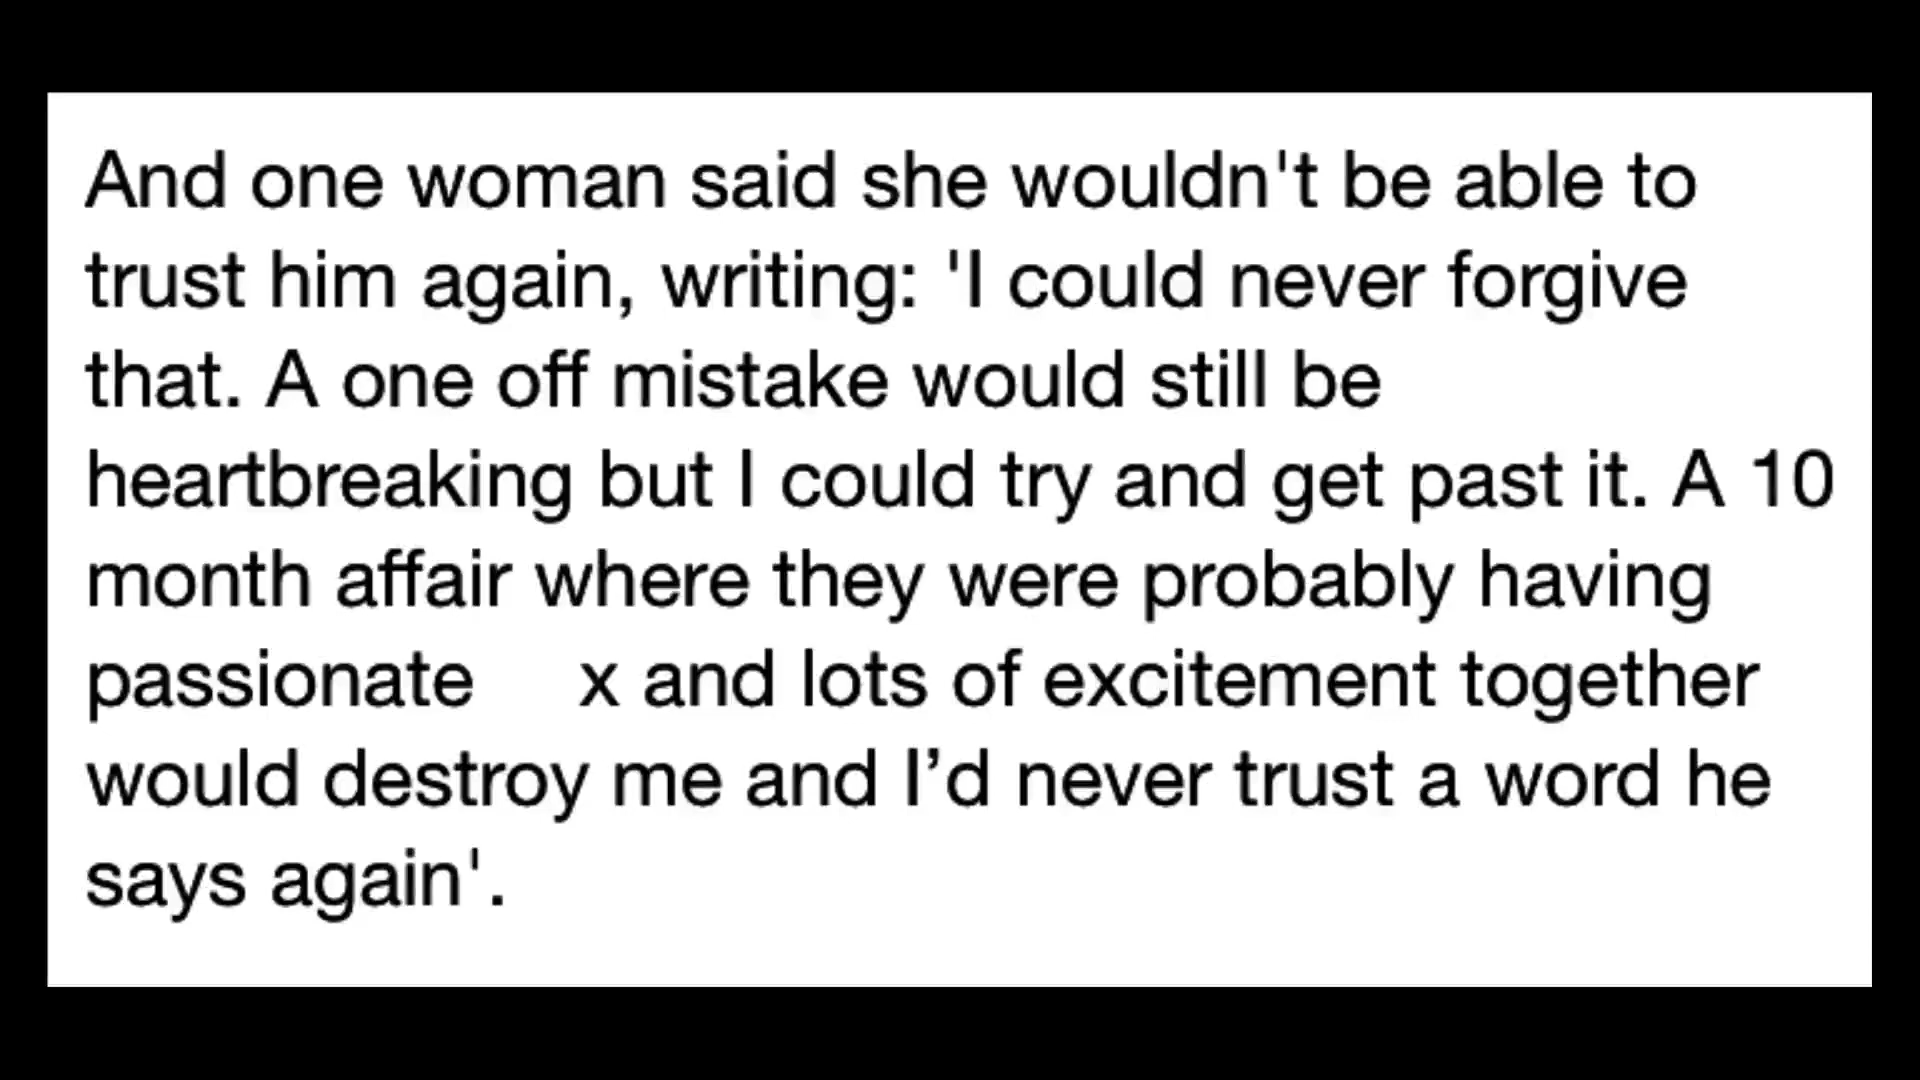 And one woman said she wouldn't be able to
trust him again, writing: 'I could never forgive
that. A one off mistake would still be
heartbreaking but I could try and get past it. A 10
month affair where they were probably having
passionate x and lots of excitement together
would destroy me and I’d never trust a word he
says again'.